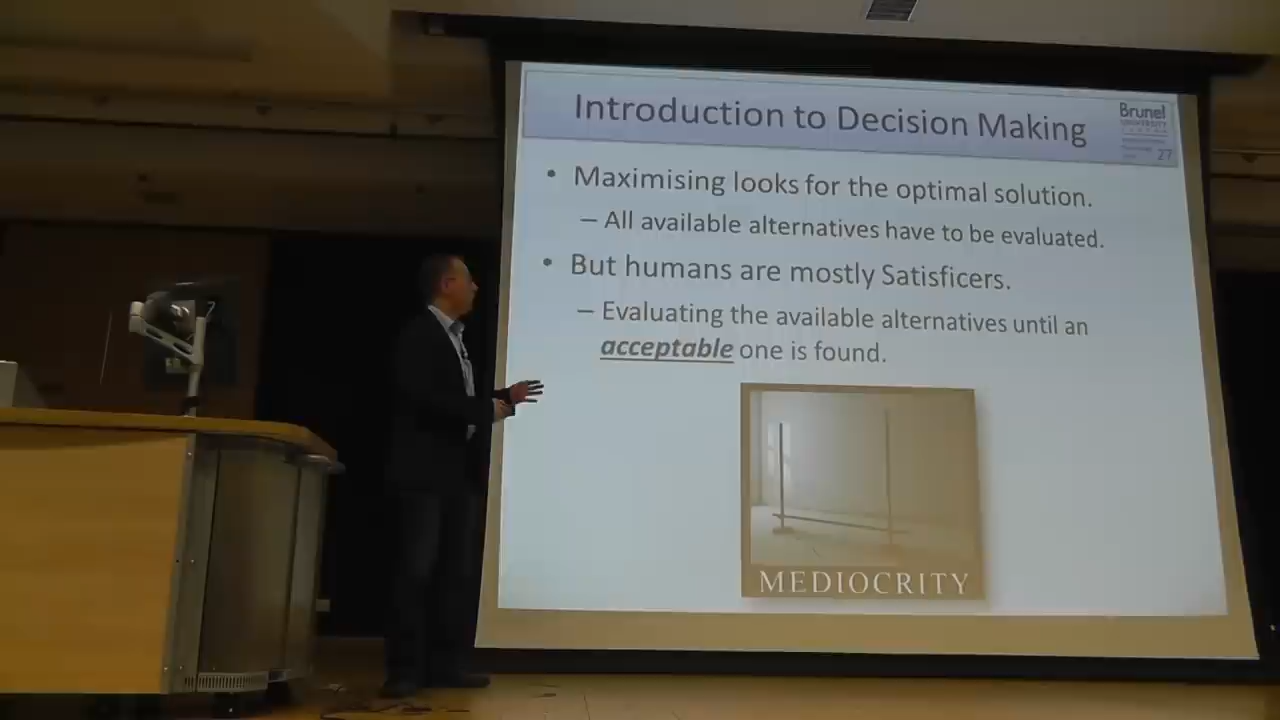 Introduction to Decision Making
Brunel
UNIVERSITY
27
• Maximising looks for the optimal solution.
– All available alternatives have to be evaluated.
• But humans are mostly Satisficers.
– Evaluating the available alternatives until an
acceptable one is found.
MEDIOCRITY